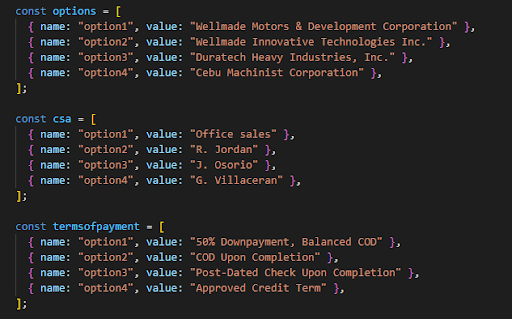 const options = [
{ name: "option1", value: "Wellmade Motors & Development Corporation" },
{ name: "option2", value: "Wellmade Innovative Technologies Inc." },
{ name: "option3", value: "Duratech Heavy Industries, Inc." },
{ name: "option4", value: "Cebu Machinist Corporation" },
];
const csa = [
{ name: "option1", value: "Office sales" },
{ name: "option2", value: "R. Jordan" },
{ name: "option3", value: "J. Osorio" },
{ name: "option4", value: "G. Villaceran" },
];
const termsofpayment = [
{ name: "option1", value: "50% Downpayment, Balanced COD" },
{ name: "option2", value: "COD Upon Completion" },
{ name: "option3", value: "Post-Dated Check Upon Completion" },
{ name: "option4", value: "Approved Credit Term" },
];